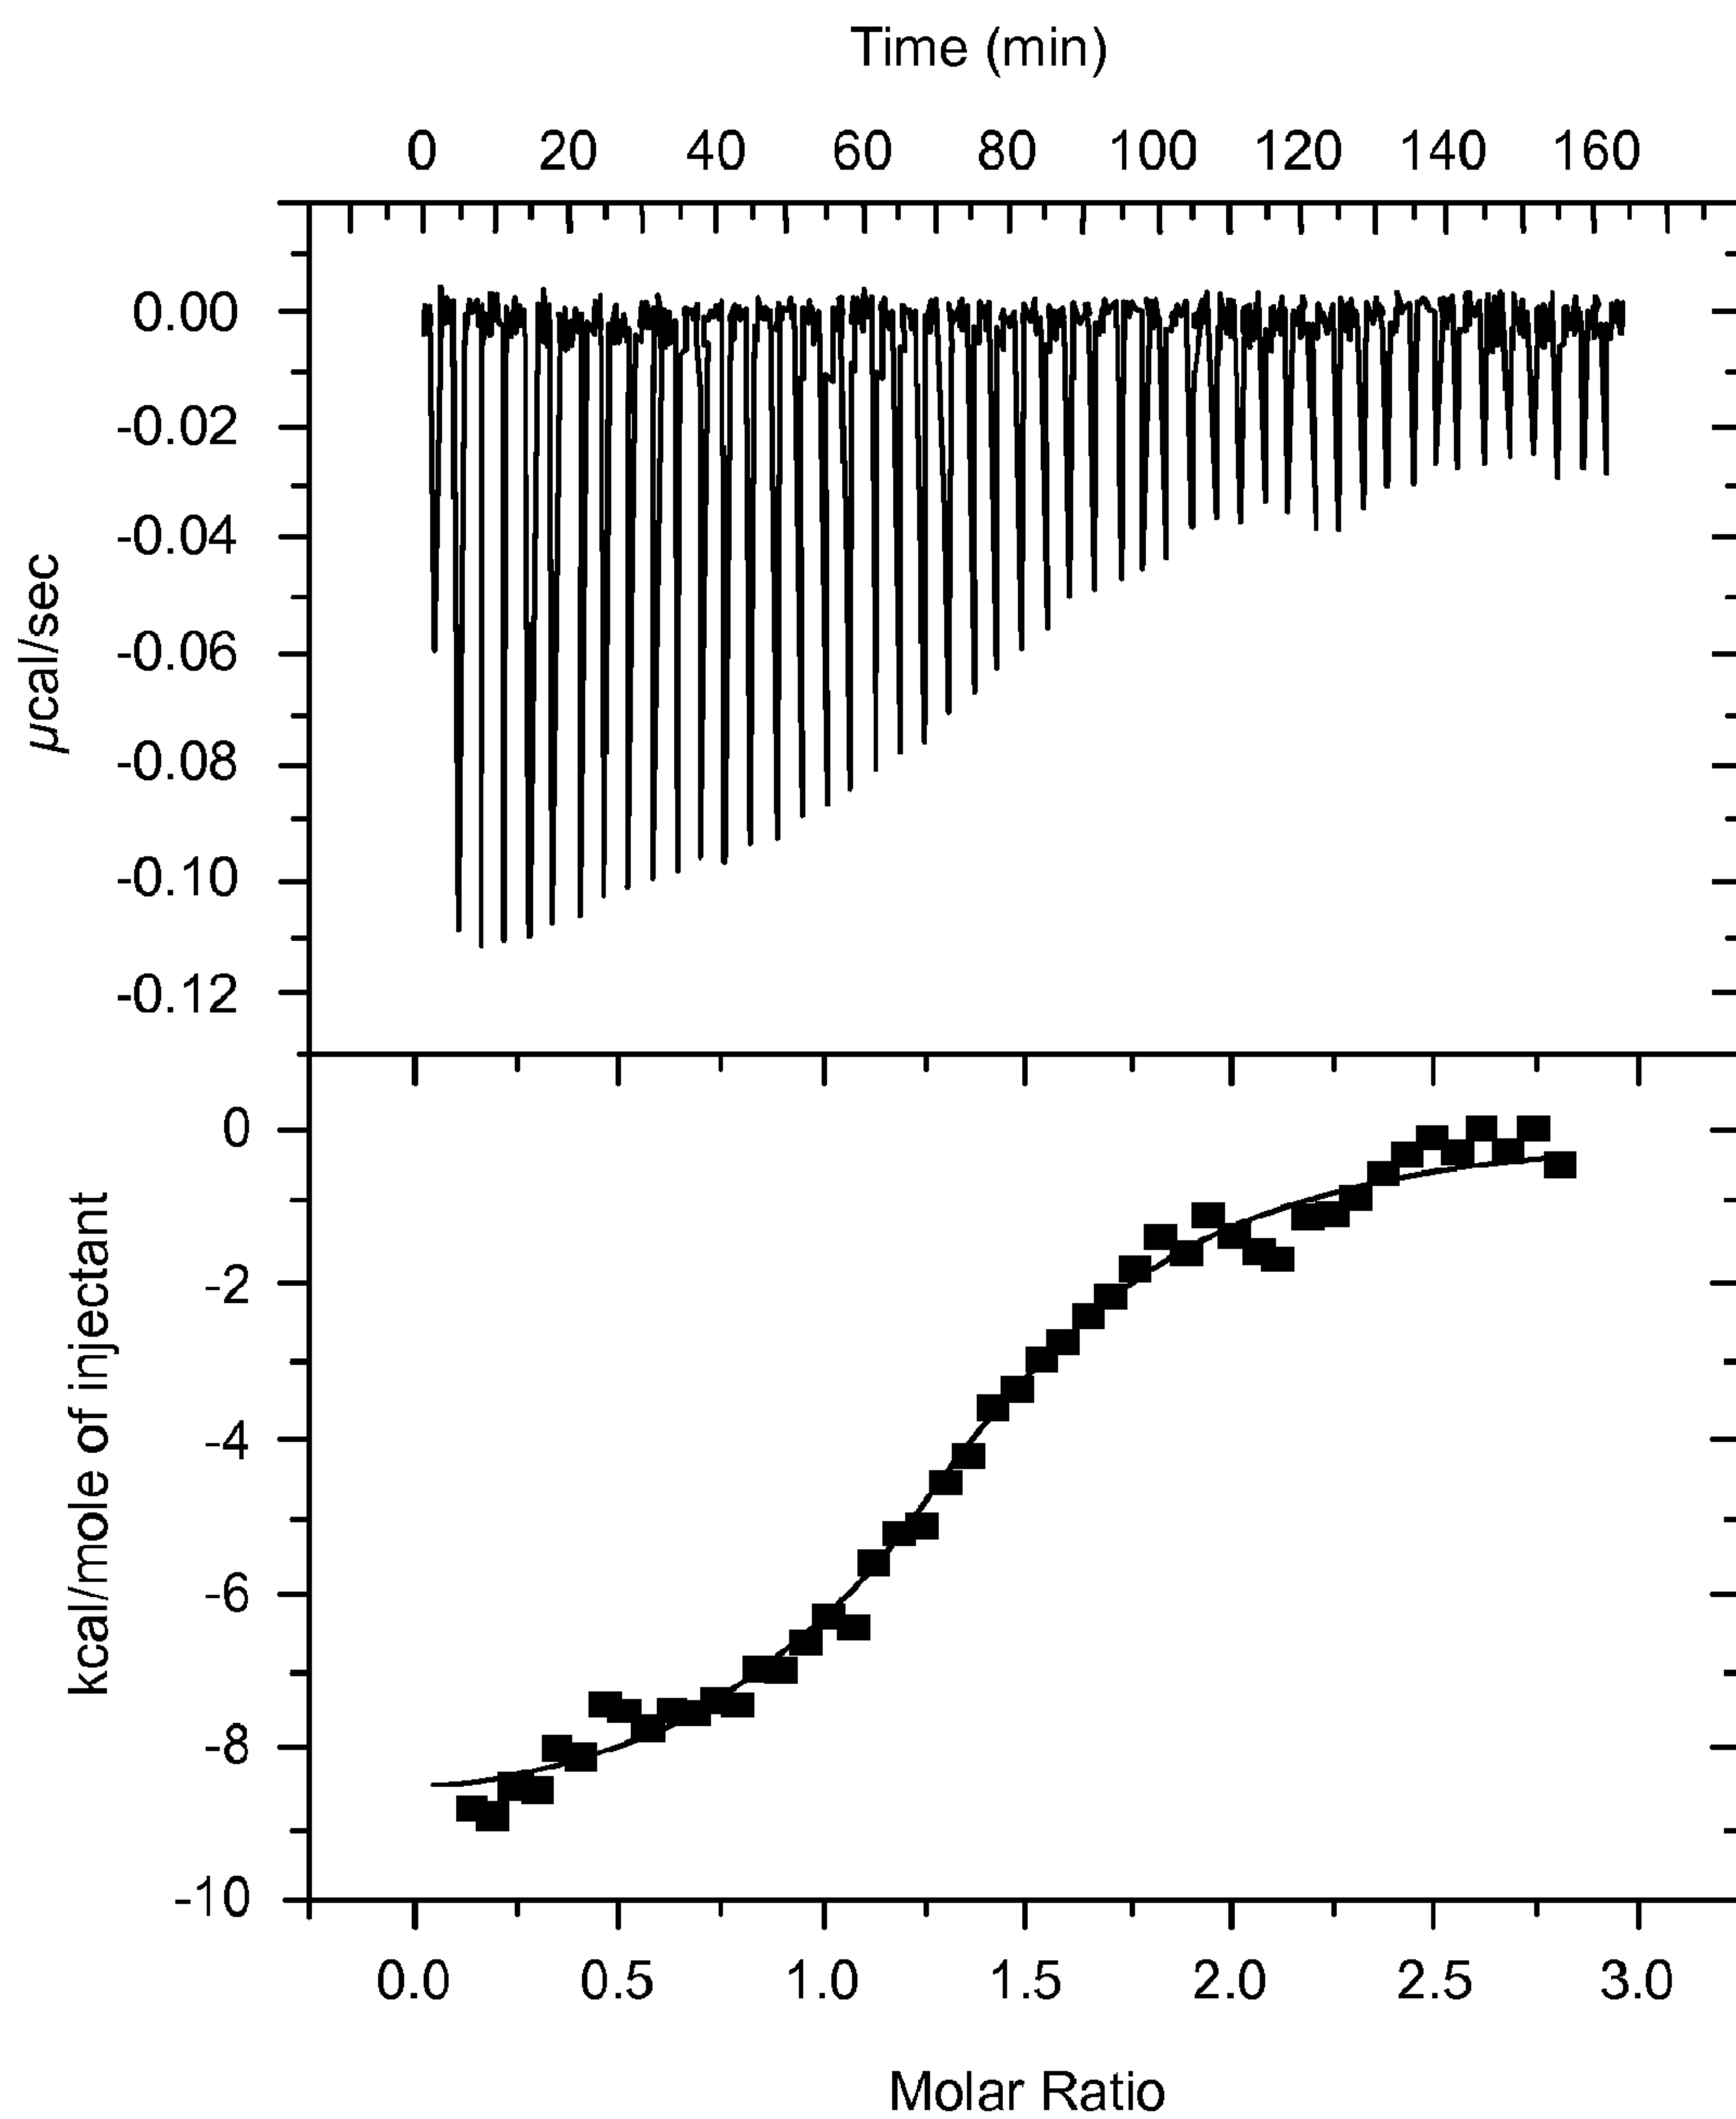 Time (min)
0 20 40 60 80 100 120 140 160
0.00
-0.02
-0.04
-0.06
-0.08
-0.10
-0.12
µcal/sec
0
-2
-4
-6
-8
-10
kcal/mole of injectant
0.0 0.5 1.0 1.5 2.0 2.5 3.0
Molar Ratio